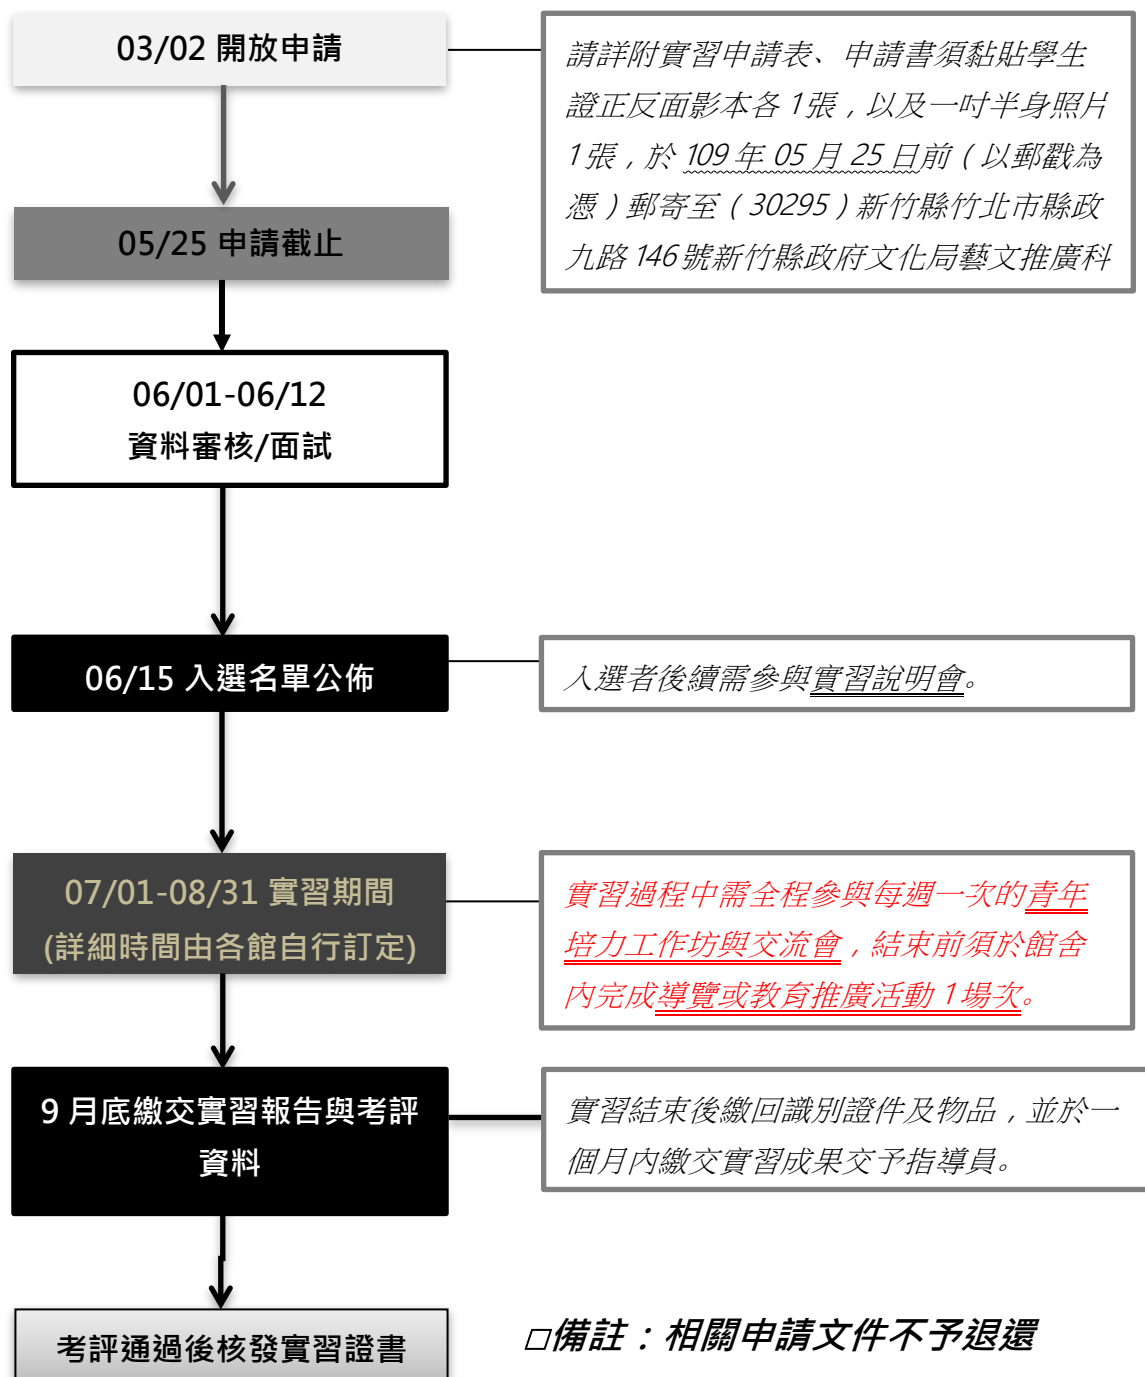 03/02 開放申請
請詳附實習申請表、申請書須黏貼學生
證正反面影本各 1張，以及一吋半身照片
1張，於 109 年 05 月 25 日前（以郵戳為
憑）郵寄至（30295）新竹縣竹北市縣政
九路 146號新竹縣政府文化局藝文推廣科
05/25 申請截止
06/01-06/12
資料審核/面試
06/15 入選名單公佈
入選者後續需參與實習說明會。
07/01-08/31 實習期間
(詳細時間由各館自行訂定)
實習過程中需全程參與每週一次的青年
培力工作坊與交流會，結束前須於館舍
內完成導覽或教育推廣活動 1場次。
9 月底繳交實習報告與考評
資料
實習結束後繳回識別證件及物品，並於一
個月內繳交實習成果交予指導員。
考評通過後核發實習證書
□備註：相關申請文件不予退還